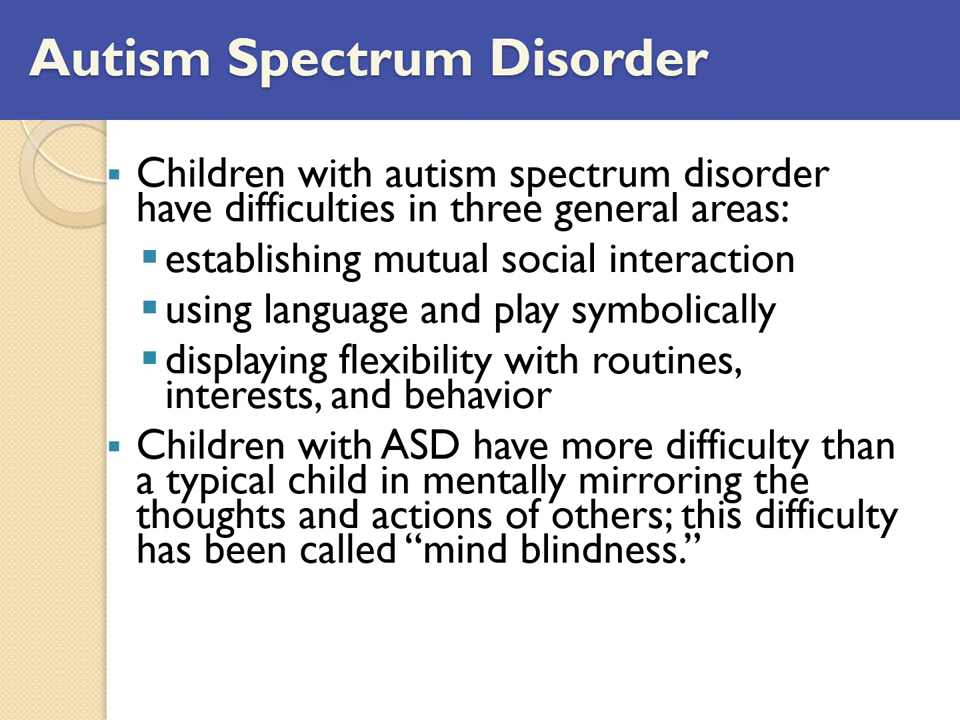 Autism Spectrum Disorder
Children with autism spectrum disorder
have difficulties in three general areas:
establishing mutual social interaction
using language and play symbolically
displaying flexibility with routines,
interests, and behavior
Children with ASD have more difficulty than
a typical child in mentally mirroring the
thoughts and actions of others; this difficulty
has been called “mind blindness.”